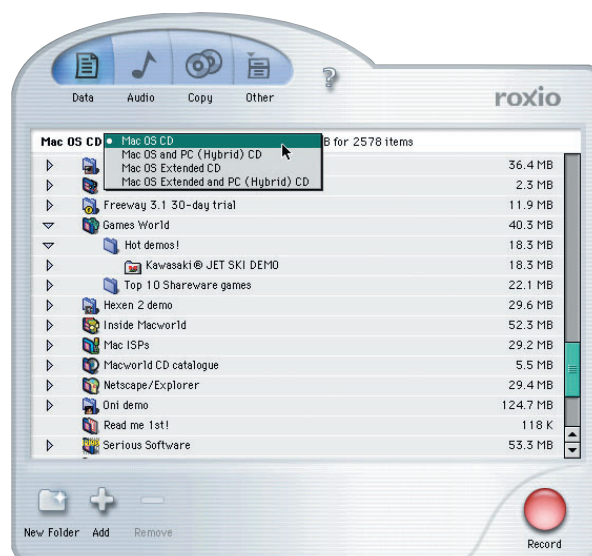 Data Audio Copy Other
roxio
Mac OS CD Mac OS CD B for 2578 items
Mac OS and PC (Hybrid) CD
Mac OS Extended CD 36.4 MB
Mac OS Extended and PC (Hybrid) CD 2.3 MB
Freeway 3.1 30-day trial 11.9 MB
Games World 40.3 MB
Hot demos! 18.3 MB
Kawasaki® JET SKI DEMO 18.3 MB
Top 10 Shareware games 22.1 MB
Hexen 2 demo 29.6 MB
Inside Macworld 52.3 MB
Mac ISPs 29.2 MB
Macworld CD catalogue 5.5 MB
Netscape/Explorer 29.4 MB
Oni demo 124.7 MB
Read me 1st! 118 K
Serious Software 53.3 MB
New Folder Add Remove
Record